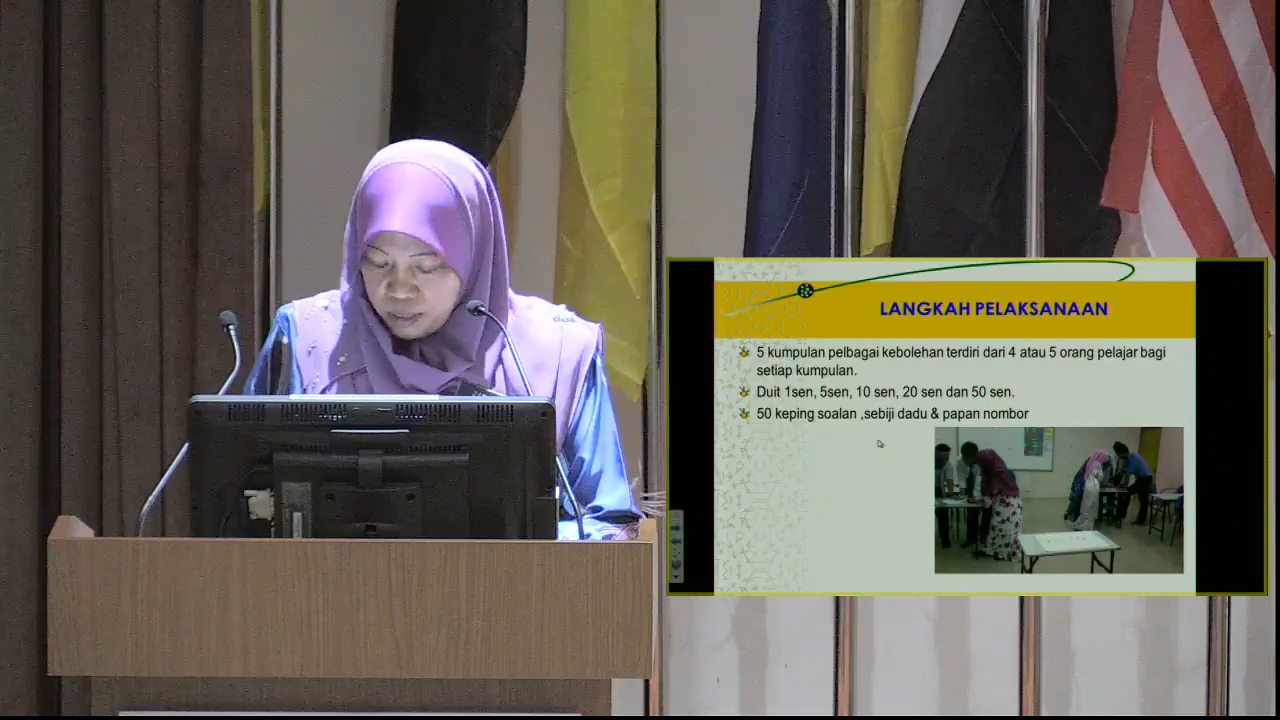 LANGKAH PELAKSANAAN
5 kumpulan pelbagai kebolehan terdiri dari 4 atau 5 orang pelajar bagi
setiap kumpulan.
Duit 1sen, 5sen, 10 sen, 20 sen dan 50 sen.
50 keping soalan ,sebiji dadu & papan nombor